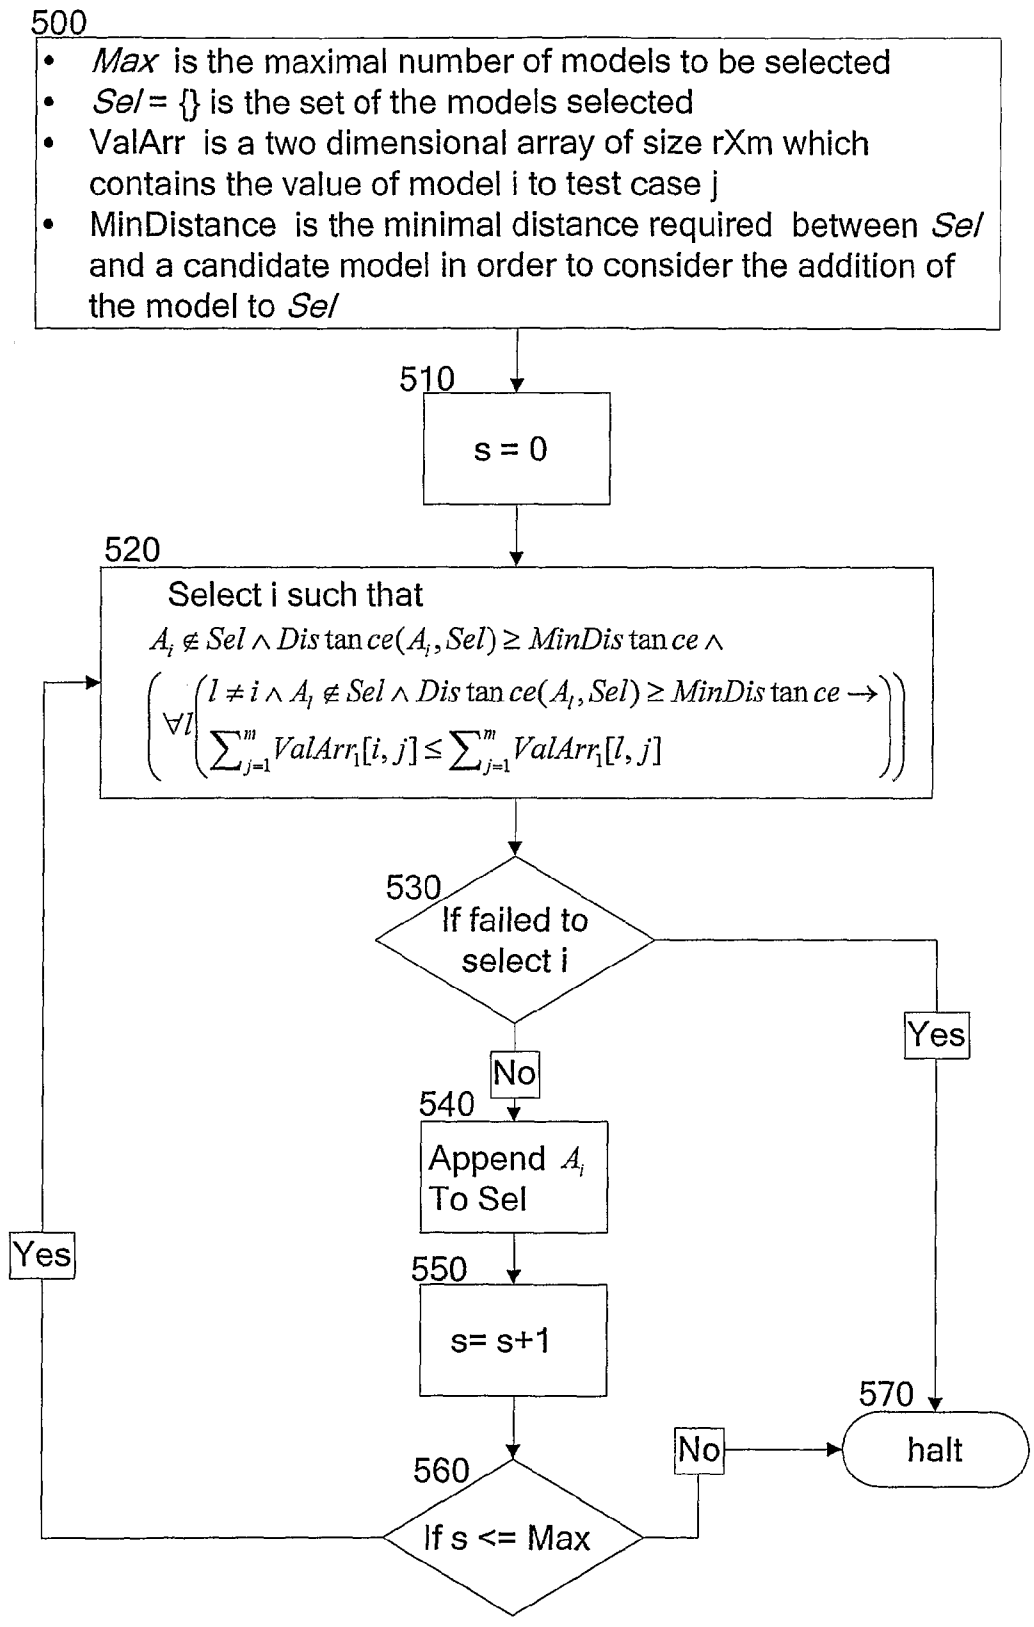 500
• Max is the maximal number of models to be selected
• Sel = {} is the set of the models selected
• ValArr is a two dimensional array of size rXm which
contains the value of model i to test case j
• MinDistance is the minimal distance required between Sel
and a candidate model in order to consider the addition of
the model to Sel
510
s = 0
520
Select i such that
A_i ∉ Sel ∧ Distance(A_i, Sel) ≥ MinDistance ∧
(∀l (l ≠ i ∧ A_l ∉ Sel ∧ Distance(A_l, Sel) ≥ MinDistance →
∑_{j=1}^{m} ValArr_1[i, j] ≤ ∑_{j=1}^{m} ValArr_1[l, j]))
530
If failed to
select i
Yes
No
540
Append A_i
To Sel
Yes
550
s= s+1
570
halt
No
560
If s <= Max